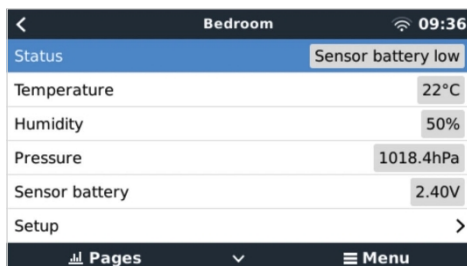 Bedroom 09:36
Status Sensor battery low
Temperature 22°C
Humidity 50%
Pressure 1018.4hPa
Sensor battery 2.40V
Setup
Pages Menu